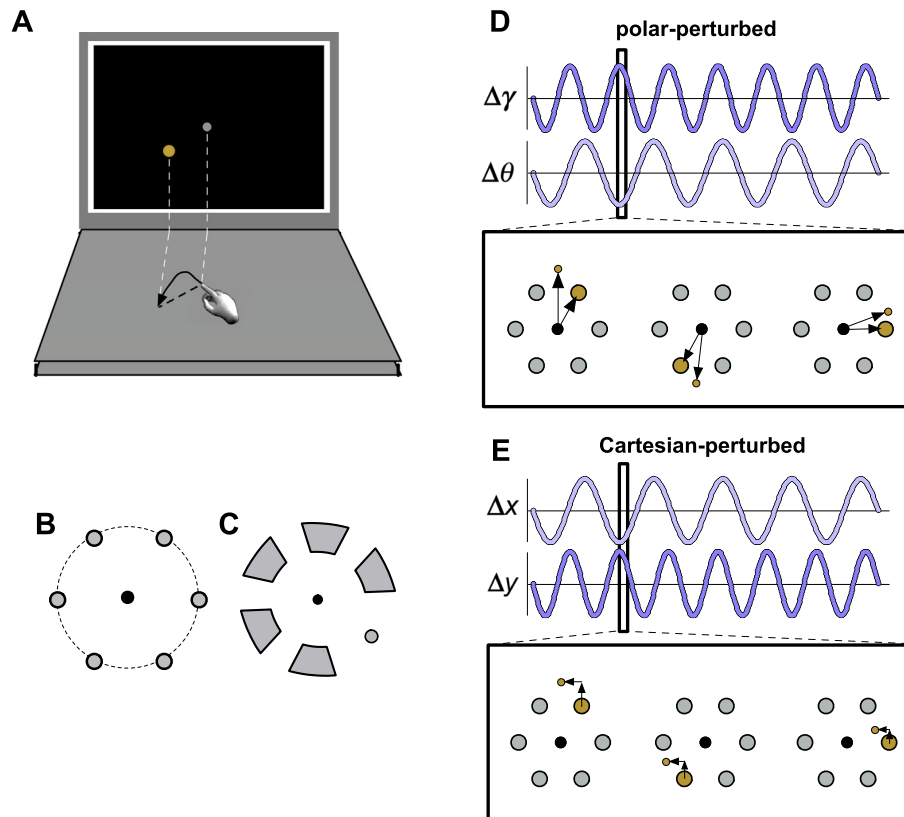 A
D
polar-perturbed
Δγ
Δθ
E
Cartesian-perturbed
Δx
Δy
B
C